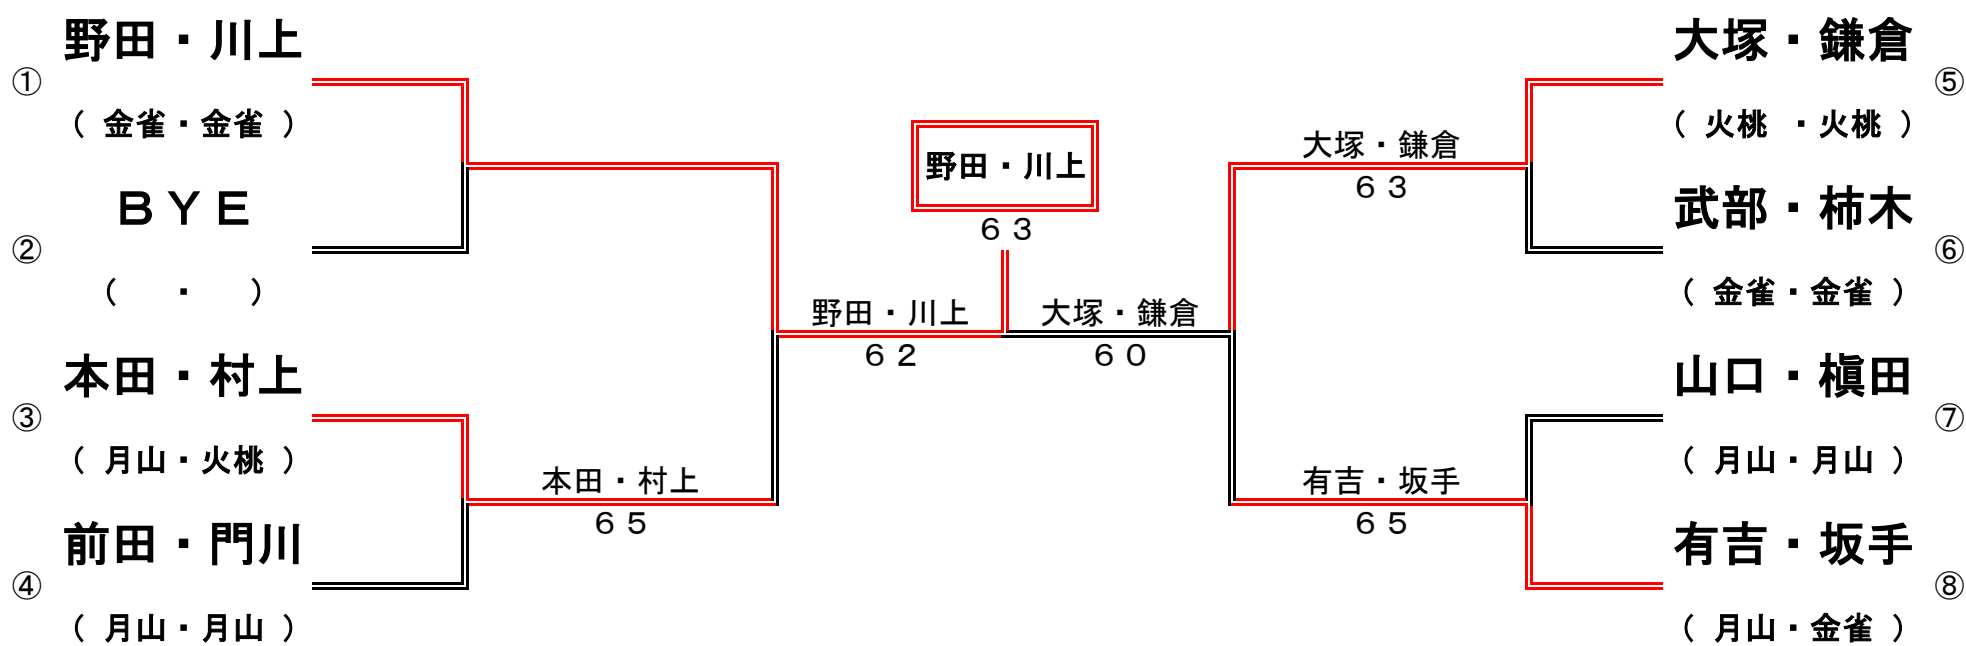 野田・川上
①
（ 金雀・金雀 ）
ＢＹＥ
②
（　・　）
本田・村上
③
（ 月山・火桃 ）
前田・門川
④
（ 月山・月山 ）
本田・村上
６５
野田・川上
６２
野田・川上
６３
大塚・鎌倉
６０
大塚・鎌倉
６３
有吉・坂手
６５
大塚・鎌倉
⑤
（ 火桃 ・火桃 ）
武部・柿木
⑥
（ 金雀・金雀 ）
山口・槇田
⑦
（ 月山・月山 ）
有吉・坂手
⑧
（ 月山・金雀 ）